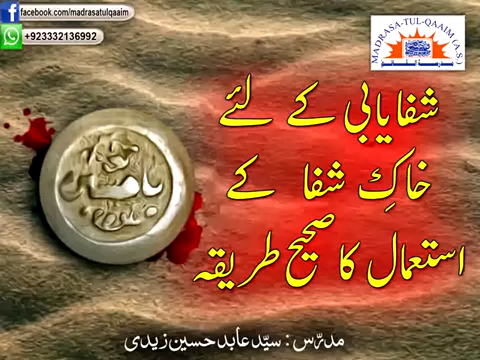 facebook.com/madrasatulqaaim
+923332136992
MADRASA-TUL-QAAIM (A.S.)
شفایابی کے لئے
خاکِ شفا کے
استعمال کا صحیح طریقہ
مدرّس : سیّد عابد حسین زیدی